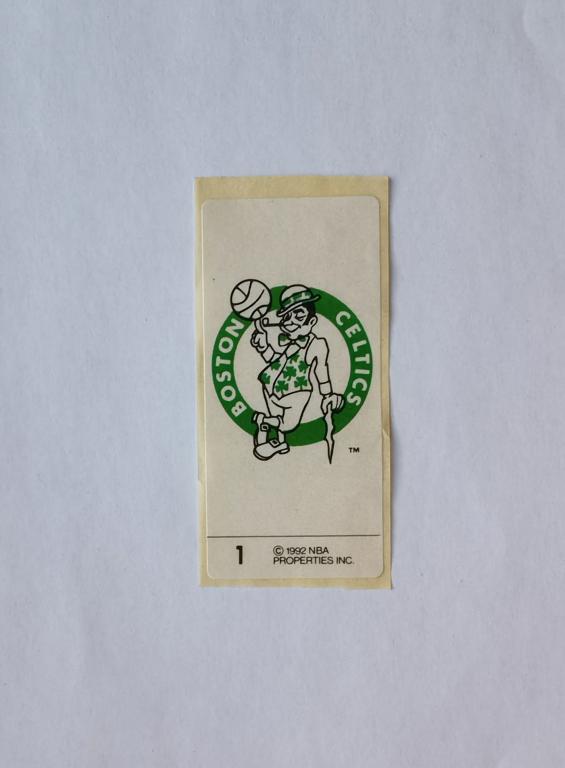 BOSTON CELTICS
TM
1 © 1992 NBA
PROPERTIES INC.